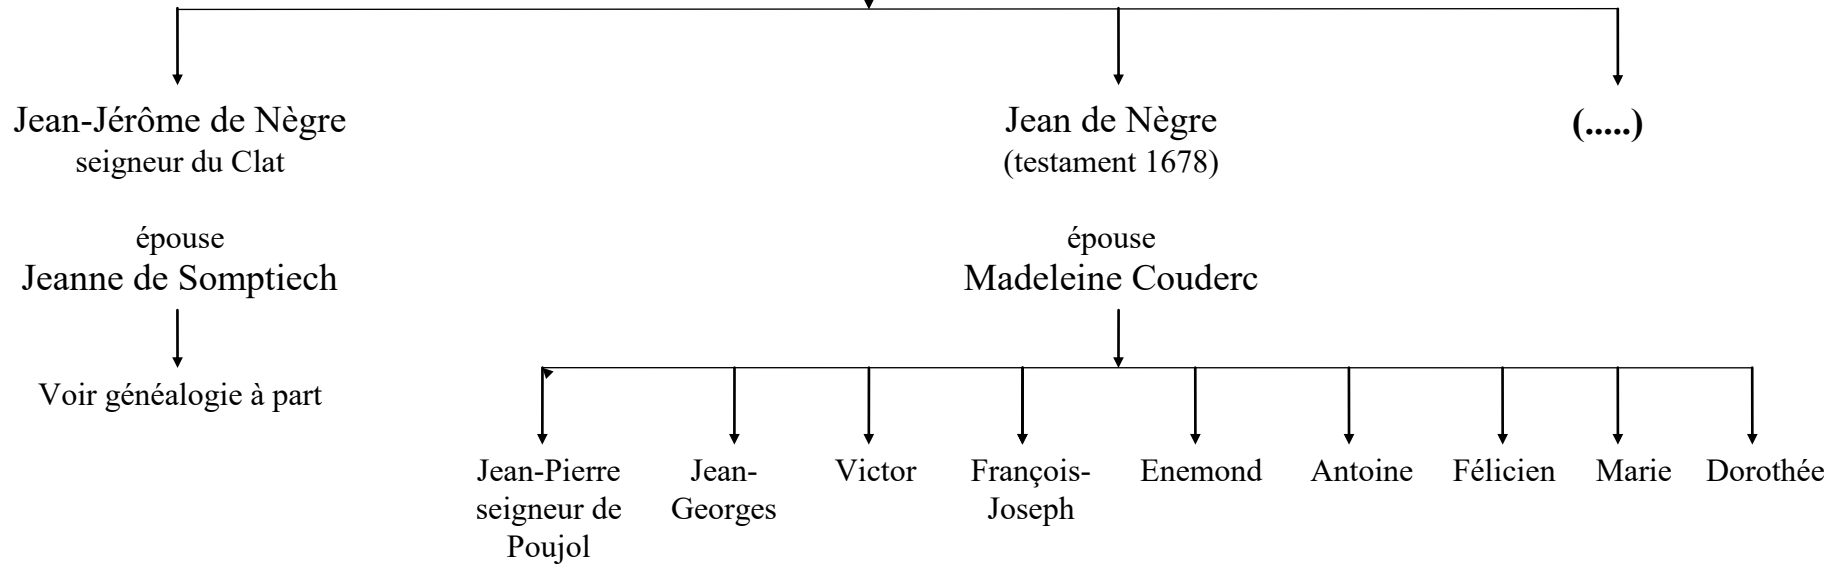 Jean-Jérôme de Nègre
seigneur du Clat
épouse
Jeanne de Somptiech
Voir généalogie à part
Jean de Nègre
(testament 1678)
épouse
Madeleine Couderc
(.....)
Jean-Pierre
seigneur de
Poujol
Jean-
Georges
Victor
François-
Joseph
Enemond
Antoine
Félicien
Marie
Dorothée